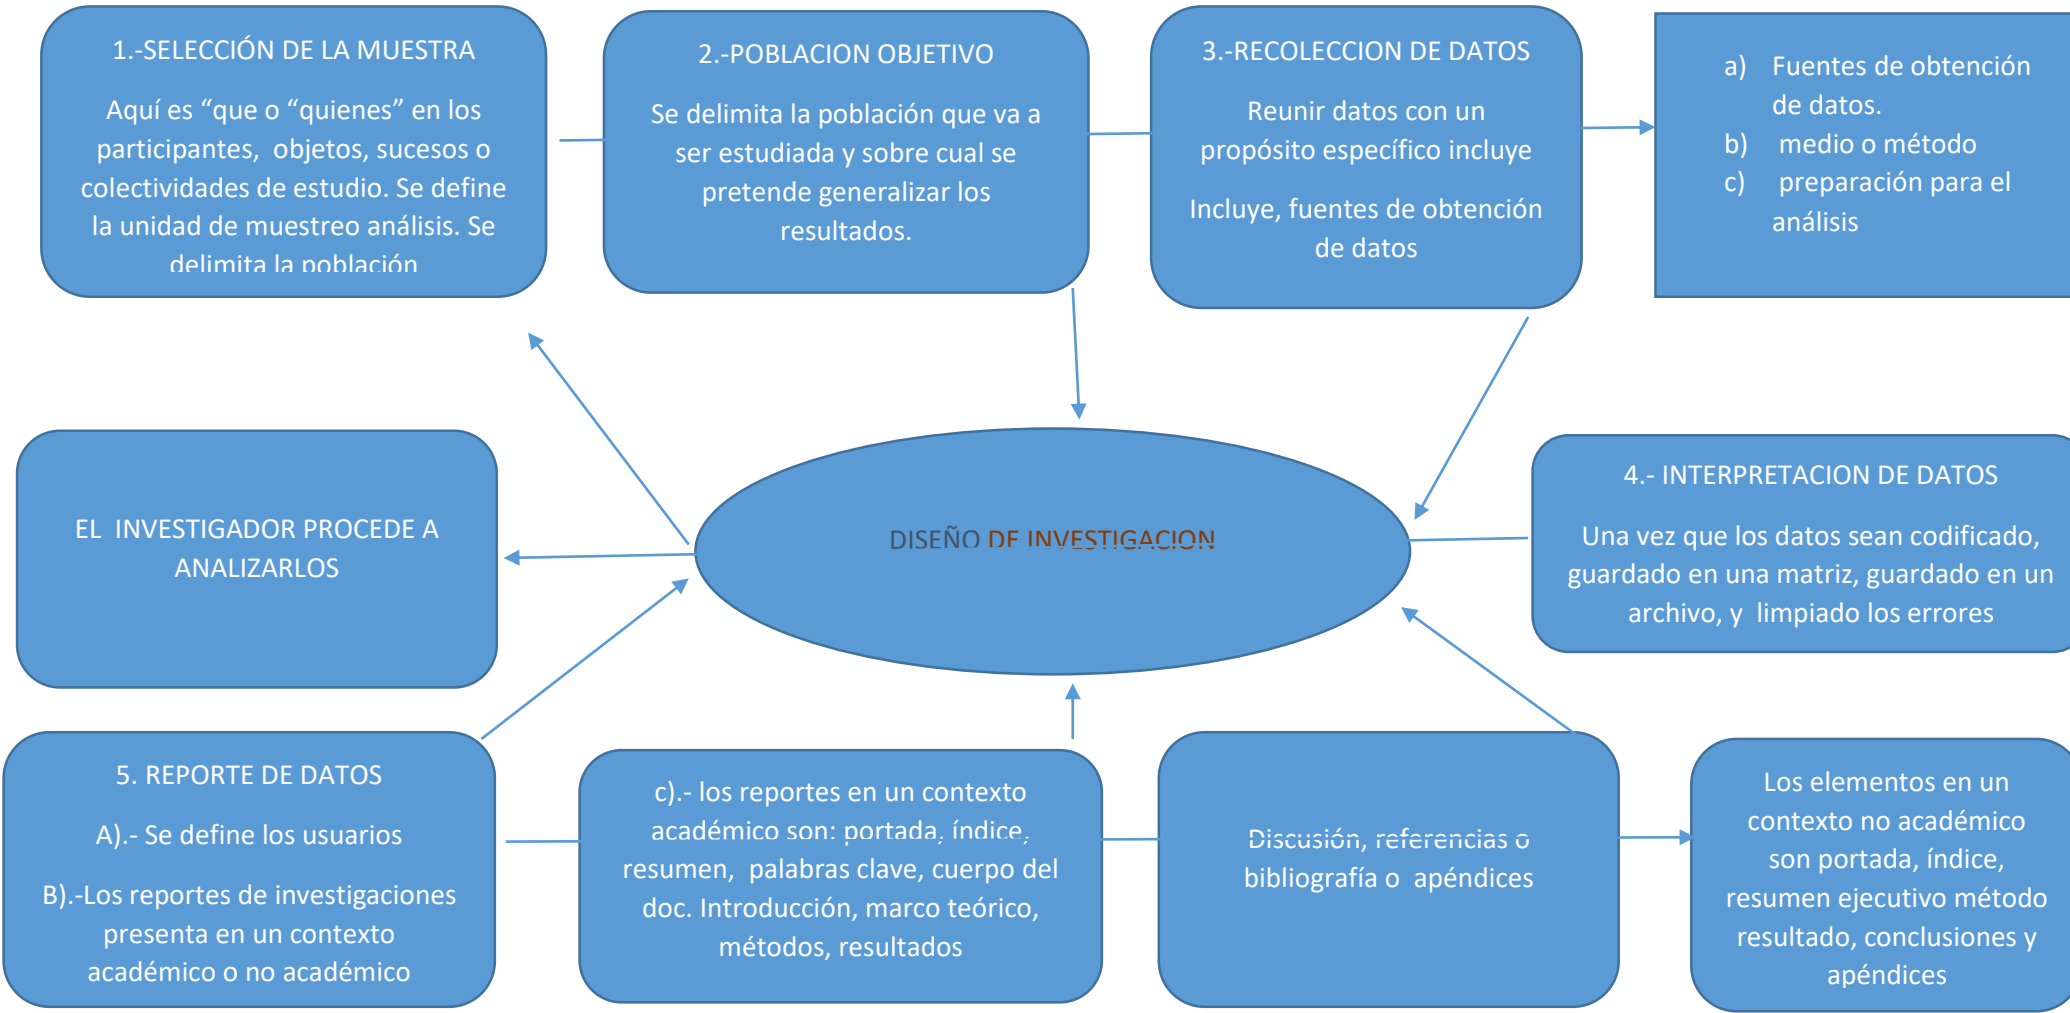 1.-SELECCIÓN DE LA MUESTRA
Aquí es “que o “quienes” en los
participantes, objetos, sucesos o
colectividades de estudio. Se define
la unidad de muestreo análisis. Se
delimita la población
2.-POBLACION OBJETIVO
Se delimita la población que va a
ser estudiada y sobre cual se
pretende generalizar los
resultados.
3.-RECOLECCION DE DATOS
Reunir datos con un
propósito específico incluye
Incluye, fuentes de obtención
de datos
a) Fuentes de obtención
de datos.
b) medio o método
c) preparación para el
análisis
EL INVESTIGADOR PROCEDE A
ANALIZARLOS
DISEÑO DE INVESTIGACION
4.- INTERPRETACION DE DATOS
Una vez que los datos sean codificado,
guardado en una matriz, guardado en un
archivo, y limpiado los errores
5. REPORTE DE DATOS
A).- Se define los usuarios
B).-Los reportes de investigaciones
presenta en un contexto
académico o no académico
c).- los reportes en un contexto
académico son: portada, índice,
resumen, palabras clave, cuerpo del
doc. Introducción, marco teórico,
métodos, resultados
Discusión, referencias o
bibliografía o apéndices
Los elementos en un
contexto no académico
son portada, índice,
resumen ejecutivo método
resultado, conclusiones y
apéndices